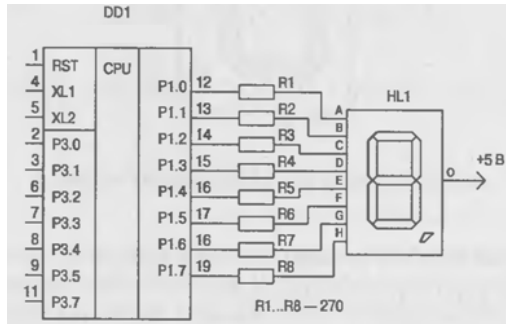 DD1
1 RST CPU
4 XL1
5 XL2
2 P3.0
3 P3.1
6 P3.2
7 P3.3
8 P3.4
9 P3.5
11 P3.7
P1.0 12 R1
P1.1 13 R2
P1.2 14 R3
P1.3 15 R4
P1.4 16 R5
P1.5 17 R6
P1.6 16 R7
P1.7 19 R8
HL1
A
B
C
D
E
F
G
H
o
+5 В
R1...R8 — 270